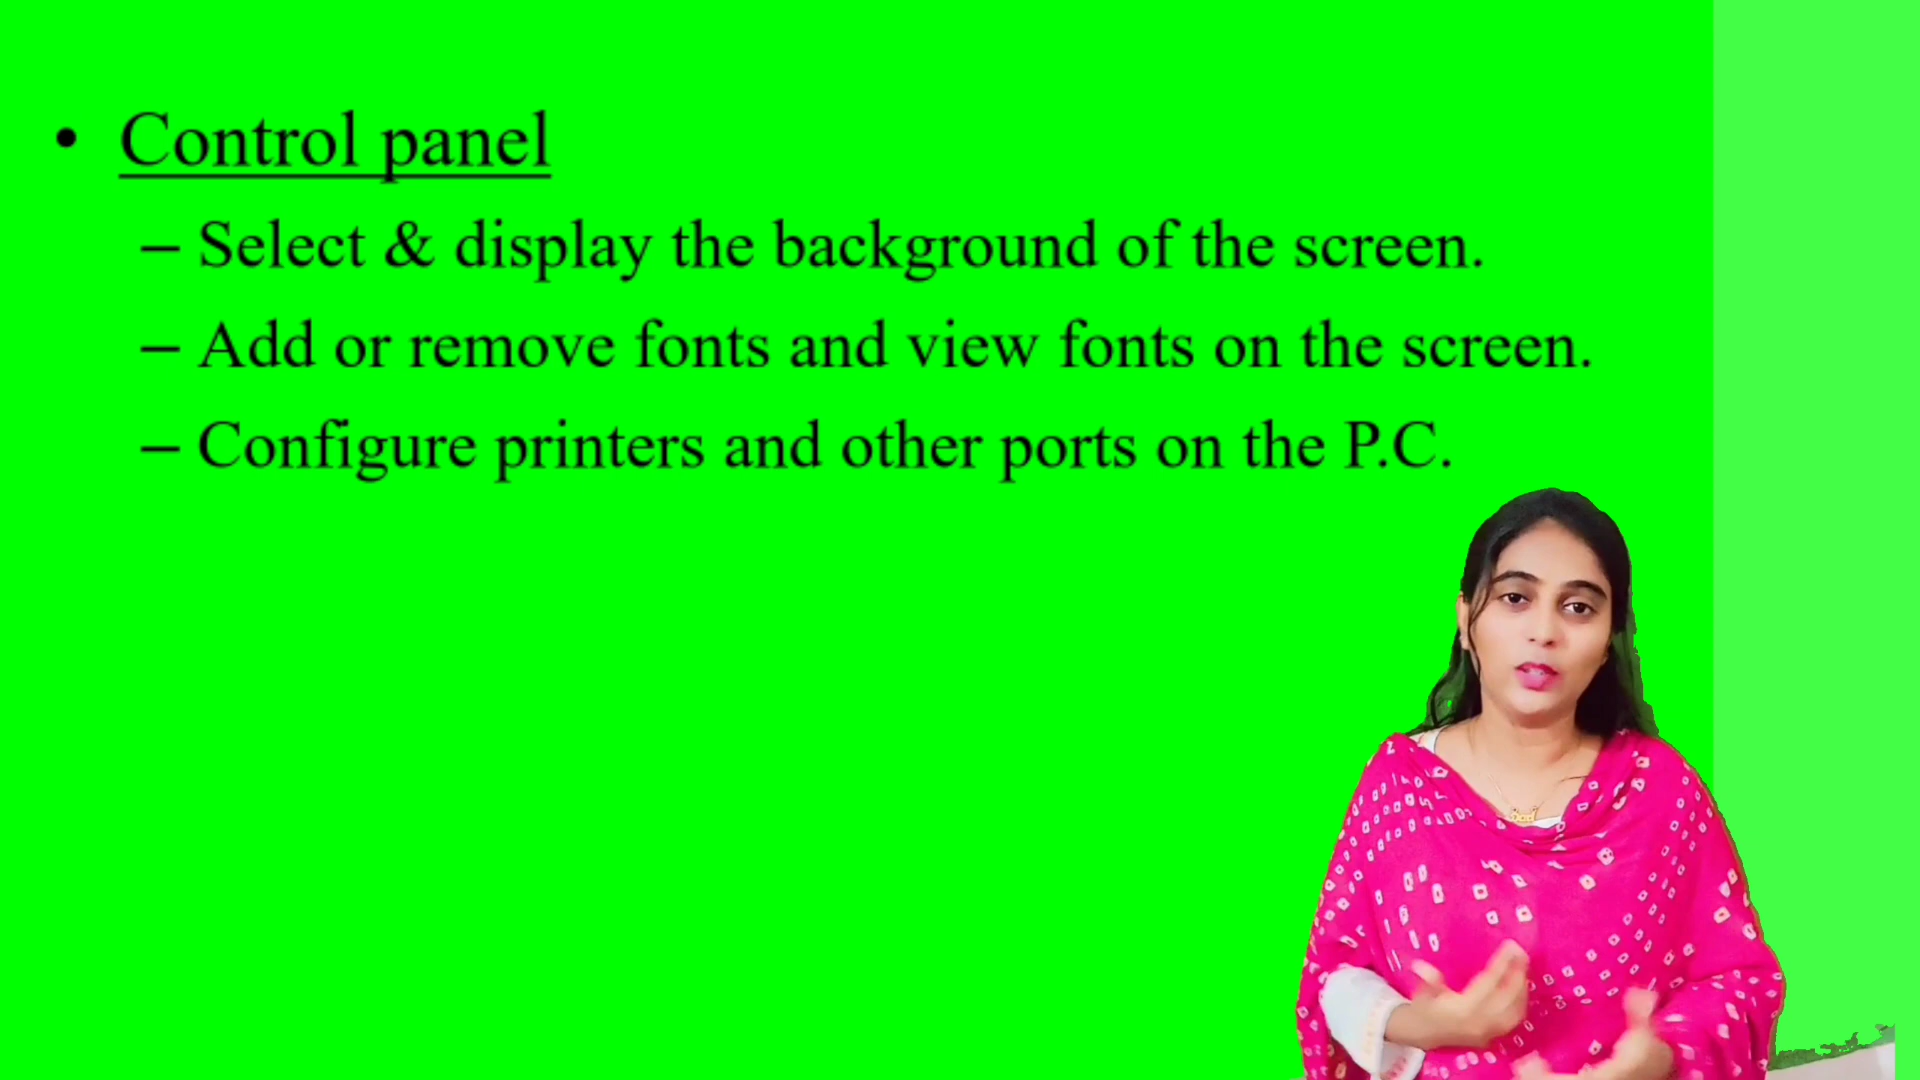 • Control panel
– Select & display the background of the screen.
– Add or remove fonts and view fonts on the screen.
– Configure printers and other ports on the P.C.